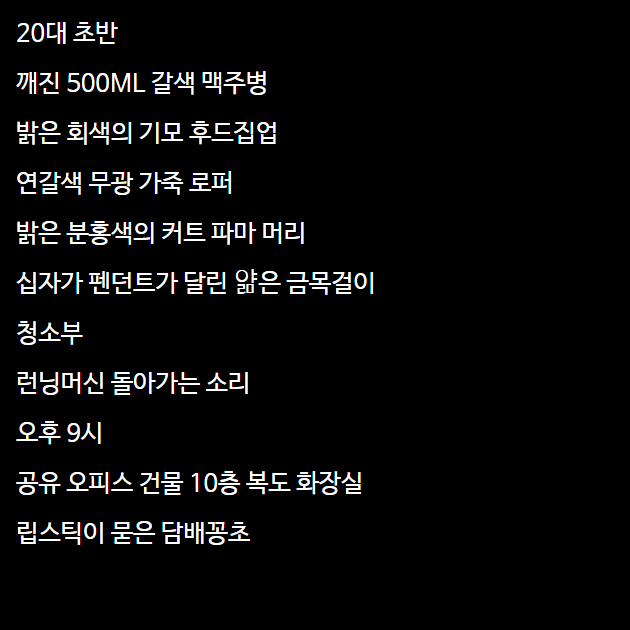 20대 초반
깨진 500ML 갈색 맥주병
밝은 회색의 기모 후드집업
연갈색 무광 가죽 로퍼
밝은 분홍색의 커트 파마 머리
십자가 펜던트가 달린 얆은 금목걸이
청소부
런닝머신 돌아가는 소리
오후 9시
공유 오피스 건물 10층 복도 화장실
립스틱이 묻은 담배꽁초